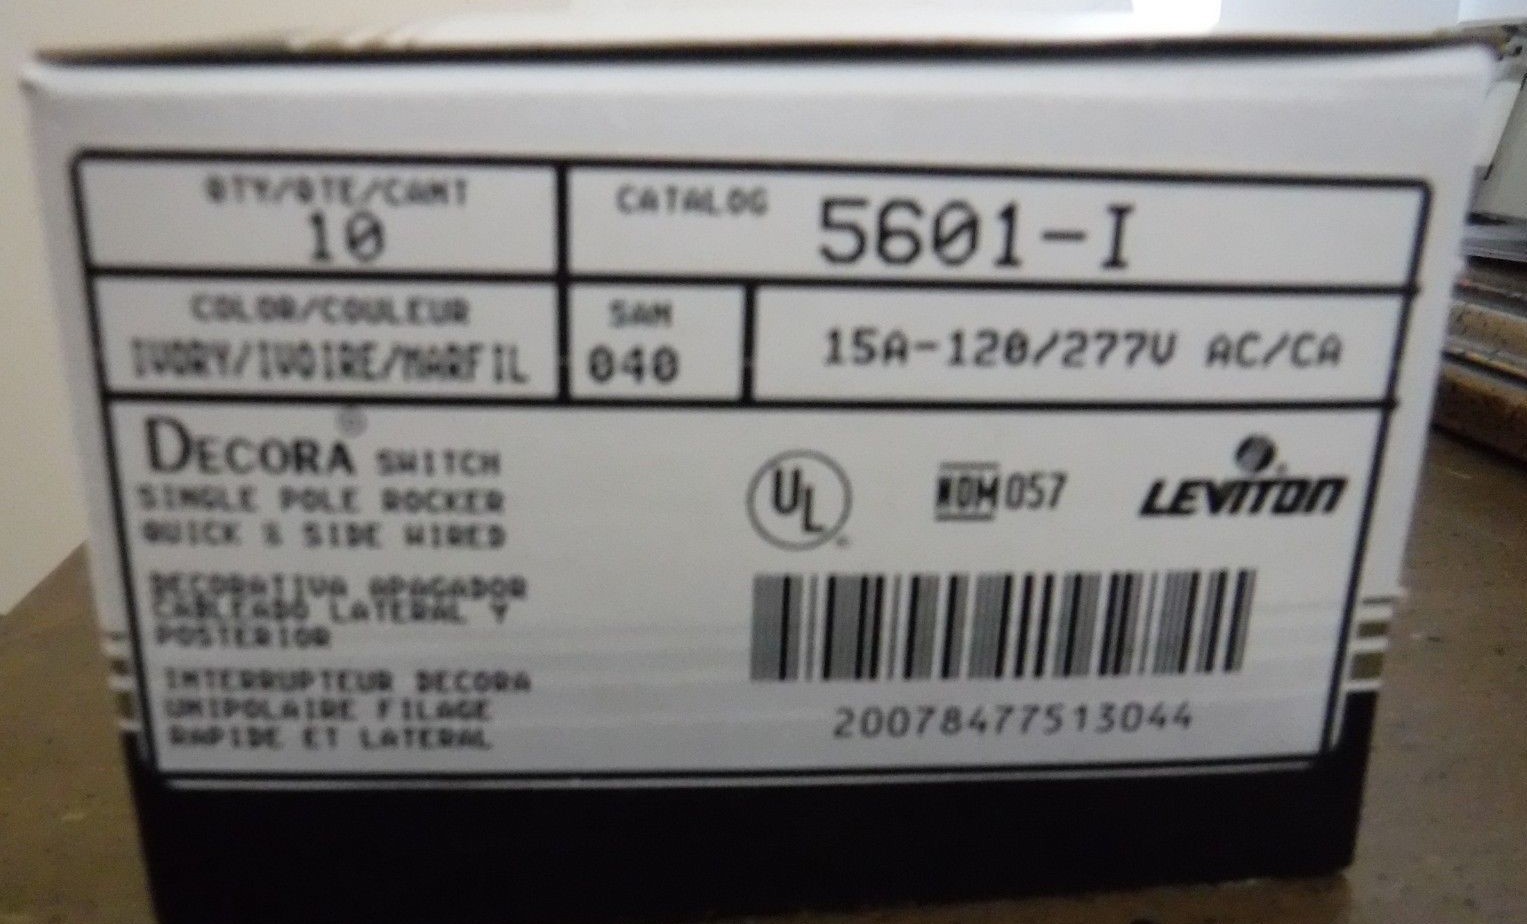 QTY/QTE/CANT
10
CATALOG 5601-I
COLOR/COULEUR
IVORY/IVOIRE/MARFIL
SAM
040
15A-120/277V AC/CA
DECORA® SWITCH
SINGLE POLE ROCKER
QUICK & SIDE WIRED
DECORATIVA APAGADOR
CABLEADO LATERAL Y
POSTERIOR
INTERRUPTEUR DECORA
UNIPOLAIRE FILAGE
RAPIDE ET LATERAL
UL
NOM 057
LEVITON®
20078477513044